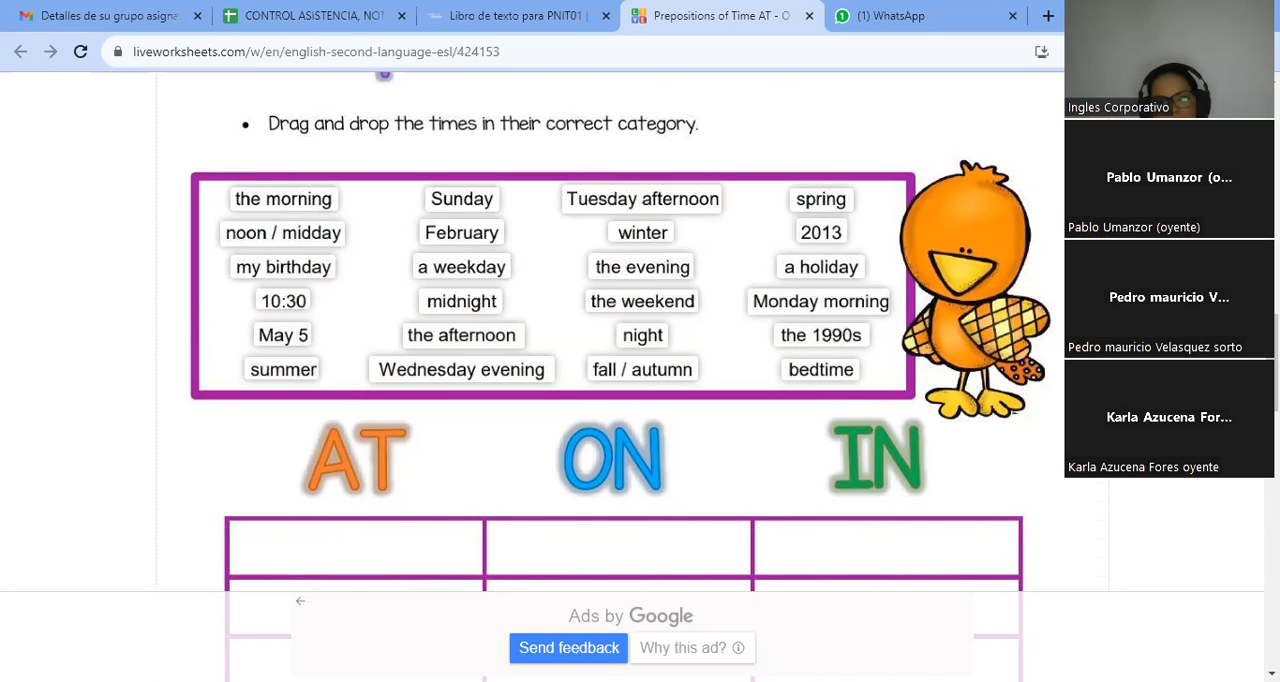 Detalles de su grupo asigna
CONTROL ASISTENCIA, NOT
Libro de texto para PNIT01 |
Prepositions of Time AT - O
(1) WhatsApp
liveworksheets.com/w/en/english-second-language-esl/424153
Drag and drop the times in their correct category.
the morning Sunday Tuesday afternoon spring
noon / midday February winter 2013
my birthday a weekday the evening a holiday
10:30 midnight the weekend Monday morning
May 5 the afternoon night the 1990s
summer Wednesday evening fall / autumn bedtime
AT ON IN
Ads by Google
Send feedback Why this ad?
Ingles Corporativo
Pablo Umanzor (o...
Pablo Umanzor (oyente)
Pedro mauricio V...
Pedro mauricio Velasquez sorto
Karla Azucena For...
Karla Azucena Fores oyente